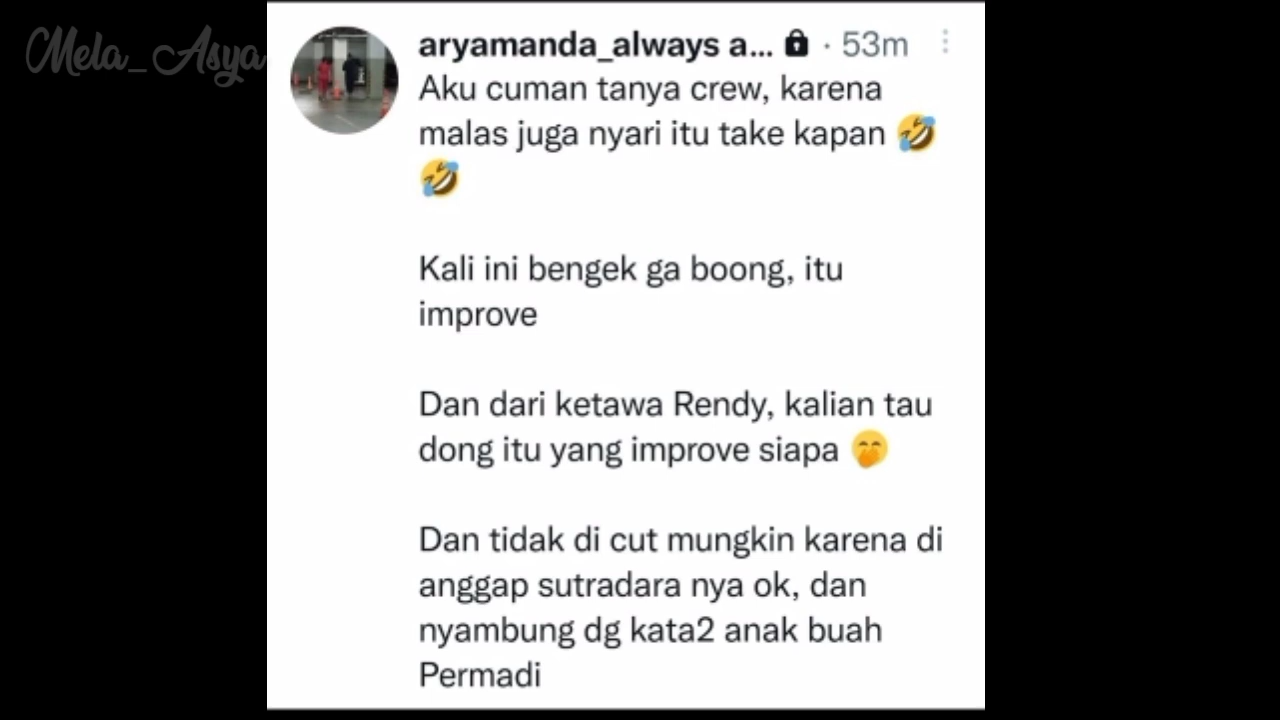 Mela_Asya
aryamanda_always a... · 53m
Aku cuman tanya crew, karena
malas juga nyari itu take kapan 🤣
🤣
Kali ini bengek ga boong, itu
improve
Dan dari ketawa Rendy, kalian tau
dong itu yang improve siapa 🤭
Dan tidak di cut mungkin karena di
anggap sutradara nya ok, dan
nyambung dg kata2 anak buah
Permadi